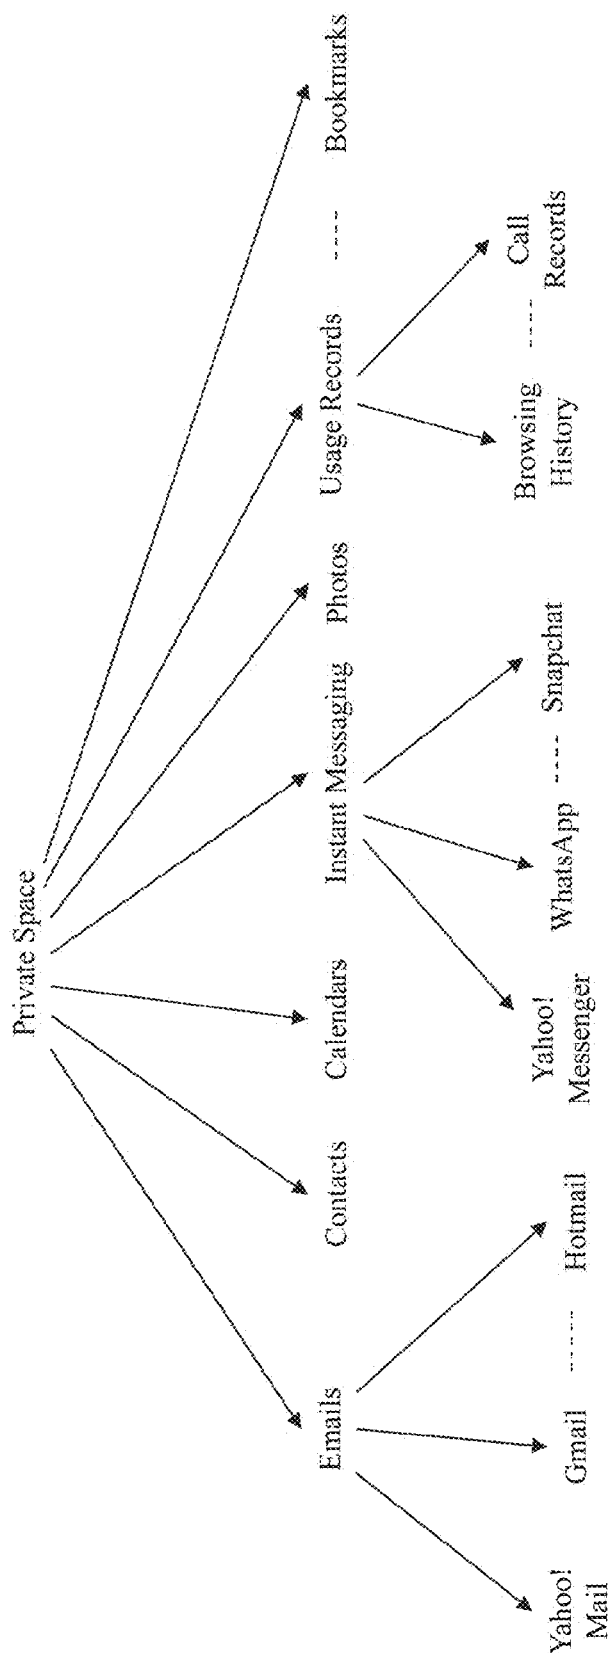 Private Space
Emails
Contacts
Calendars
Instant Messaging
Photos
Usage Records
----
Bookmarks
Yahoo!
Mail
Gmail
-----
Hotmail
Yahoo!
Messenger
WhatsApp
----
Snapchat
Browsing
History
----
Call
Records